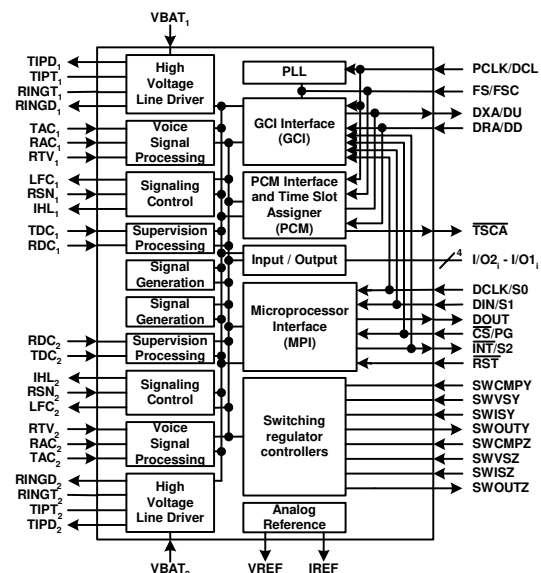 VBAT1
TIPD1
TIPT1
RINGT1
RINGD1
TAC1
RAC1
RTV1
LFC1
RSN1
IHL1
TDC1
RDC1
RDC2
TDC2
IHL2
RSN2
LFC2
RTV2
RAC2
TAC2
RINGD2
RINGT2
TIPT2
TIPD2
VBAT2
High
Voltage
Line Driver
Voice
Signal
Processing
Signaling
Control
Supervision
Processing
Signal
Generation
Signal
Generation
Supervision
Processing
Signaling
Control
Voice
Signal
Processing
High
Voltage
Line Driver
PLL
GCI Interface
(GCI)
PCM Interface
and Time Slot
Assigner
(PCM)
Input / Output
Microprocessor
Interface
(MPI)
Switching
regulator
controllers
Analog
Reference
VREF
IREF
PCLK/DCL
FS/FSC
DXA/DU
DRA/DD
TSCA
4
I/O2i - I/O1i
DCLK/S0
DIN/S1
DOUT
CS/PG
INT/S2
RST
SWCMPY
SWVSY
SWISY
SWOUTY
SWCMPZ
SWVSZ
SWISZ
SWOUTZ